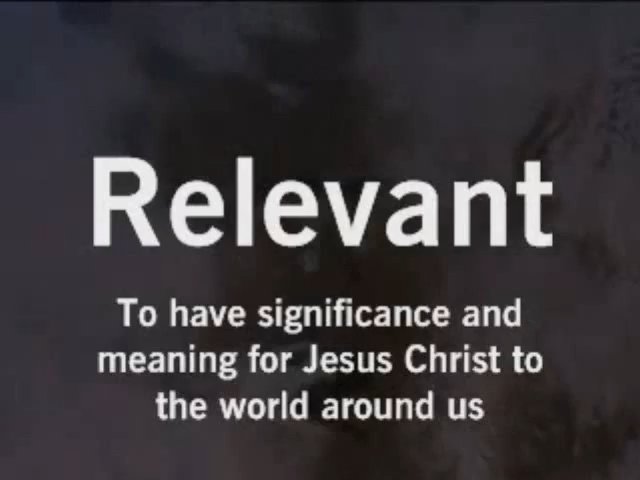 Relevant
To have significance and
meaning for Jesus Christ to
the world around us